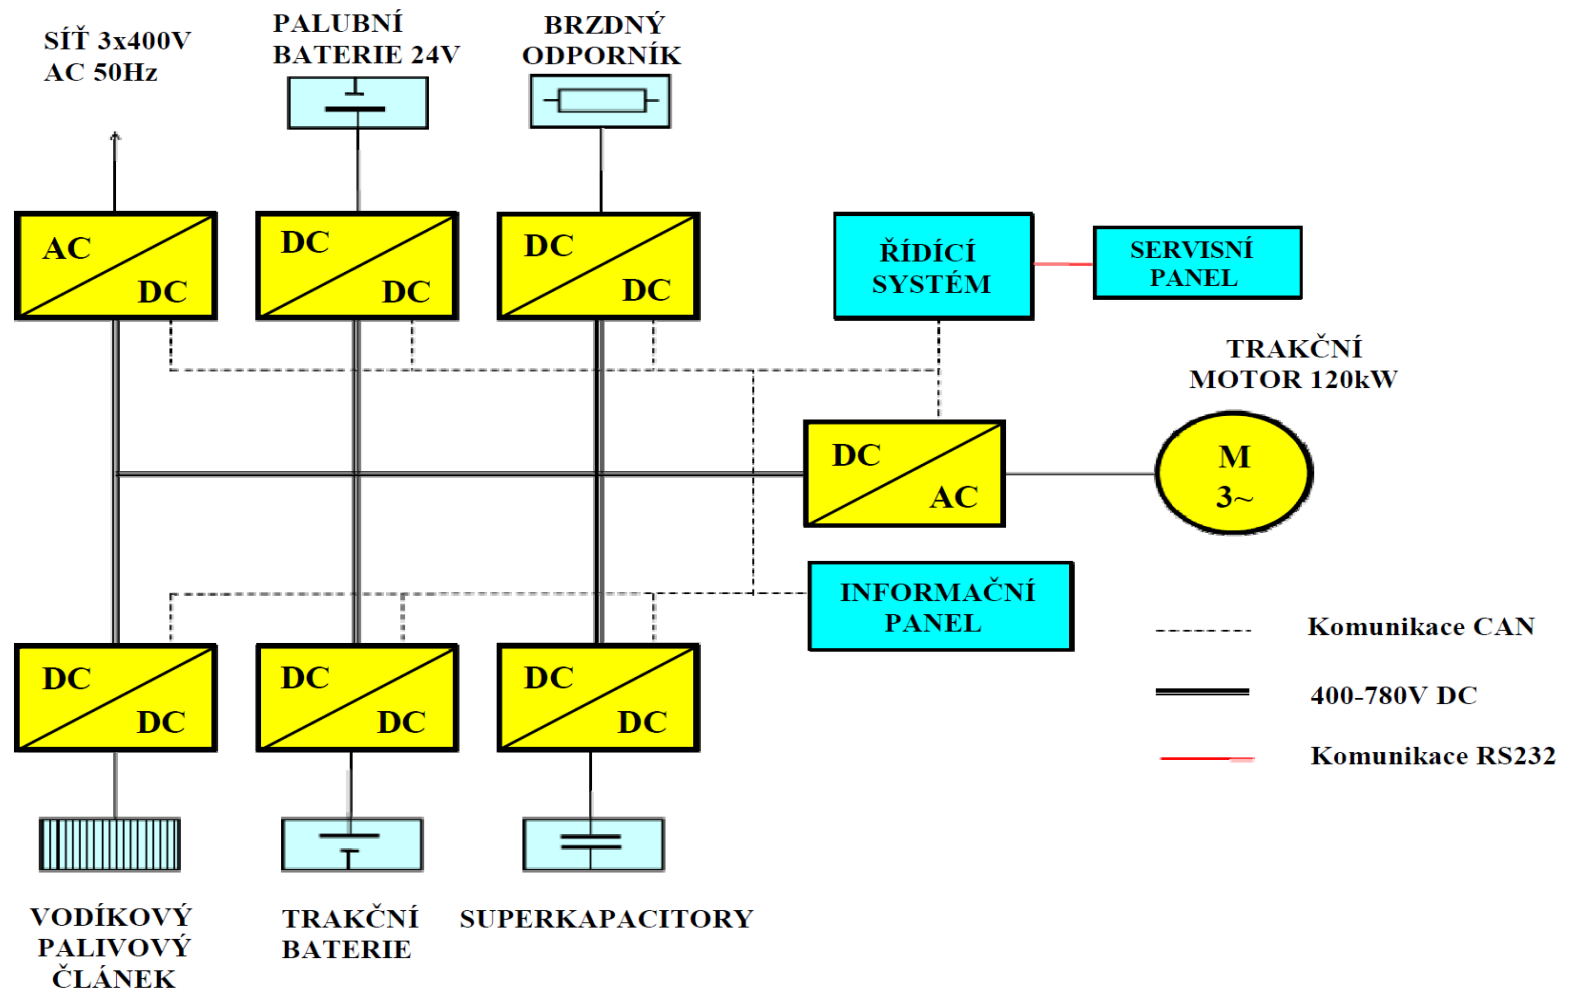 SÍŤ 3x400V
AC 50Hz
PALUBNÍ
BATERIE 24V
BRZDNÝ
ODPORNÍK
AC
DC
DC
DC
DC
DC
ŘÍDÍCÍ
SYSTÉM
SERVISNÍ
PANEL
TRAKČNÍ
MOTOR 120kW
DC
AC
M
3~
INFORMAČNÍ
PANEL
DC
DC
DC
DC
DC
DC
Komunikace CAN
400-780V DC
Komunikace RS232
VODÍKOVÝ
PALIVOVÝ
ČLÁNEK
TRAKČNÍ
BATERIE
SUPERKAPACITORY